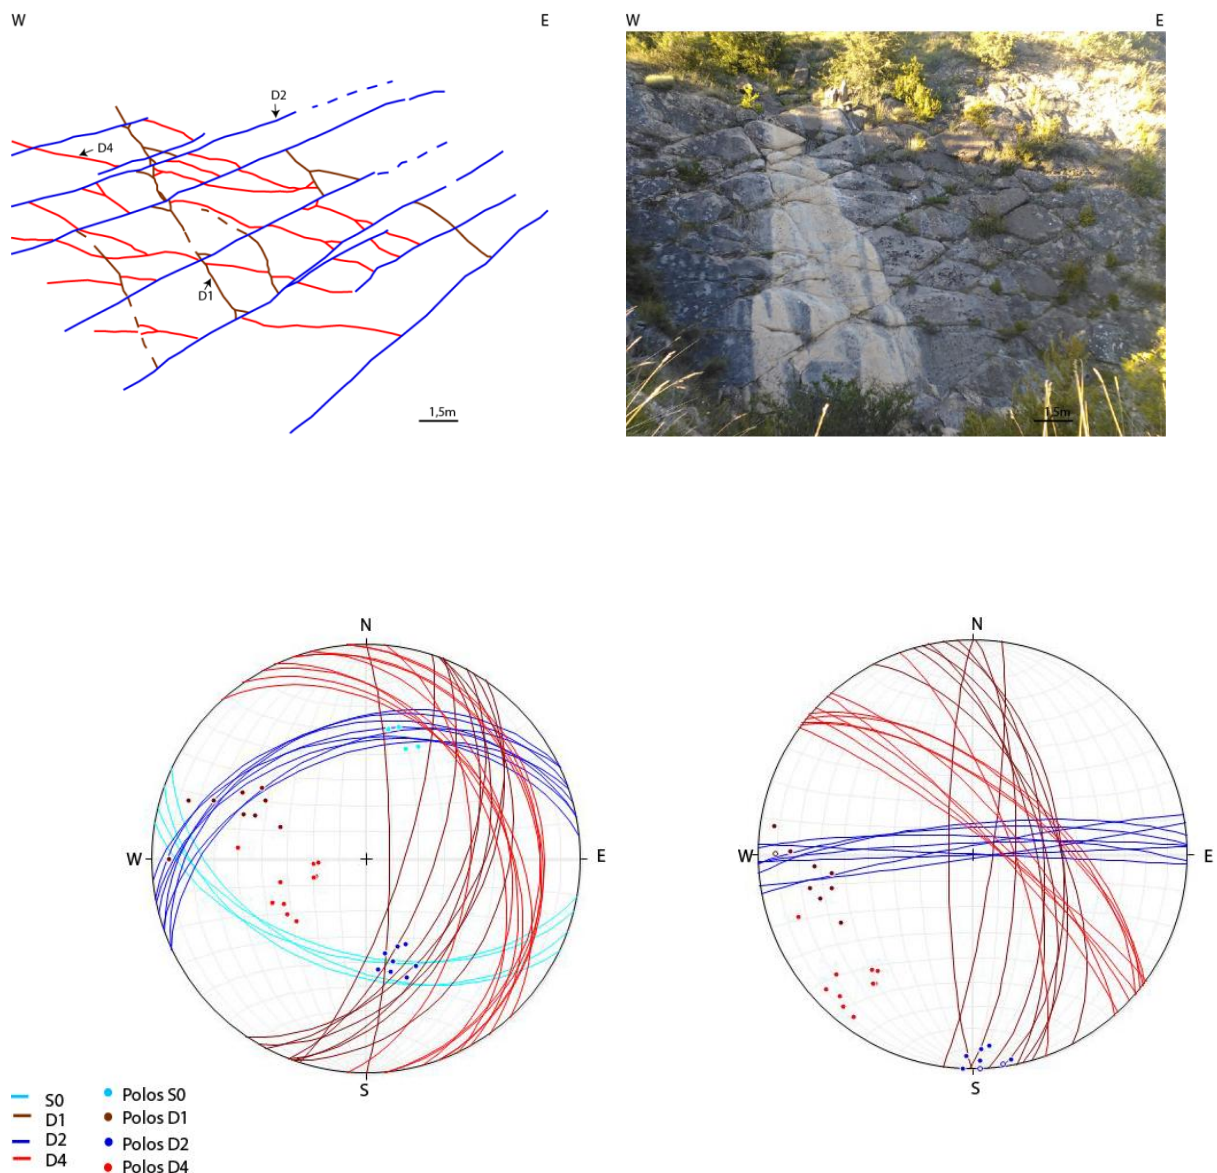 W E
W E
D2
D4
D1
1,5m
1,5m
N
N
W E
W E
S
S
S0
D1
D2
D4
Polos S0
Polos D1
Polos D2
Polos D4